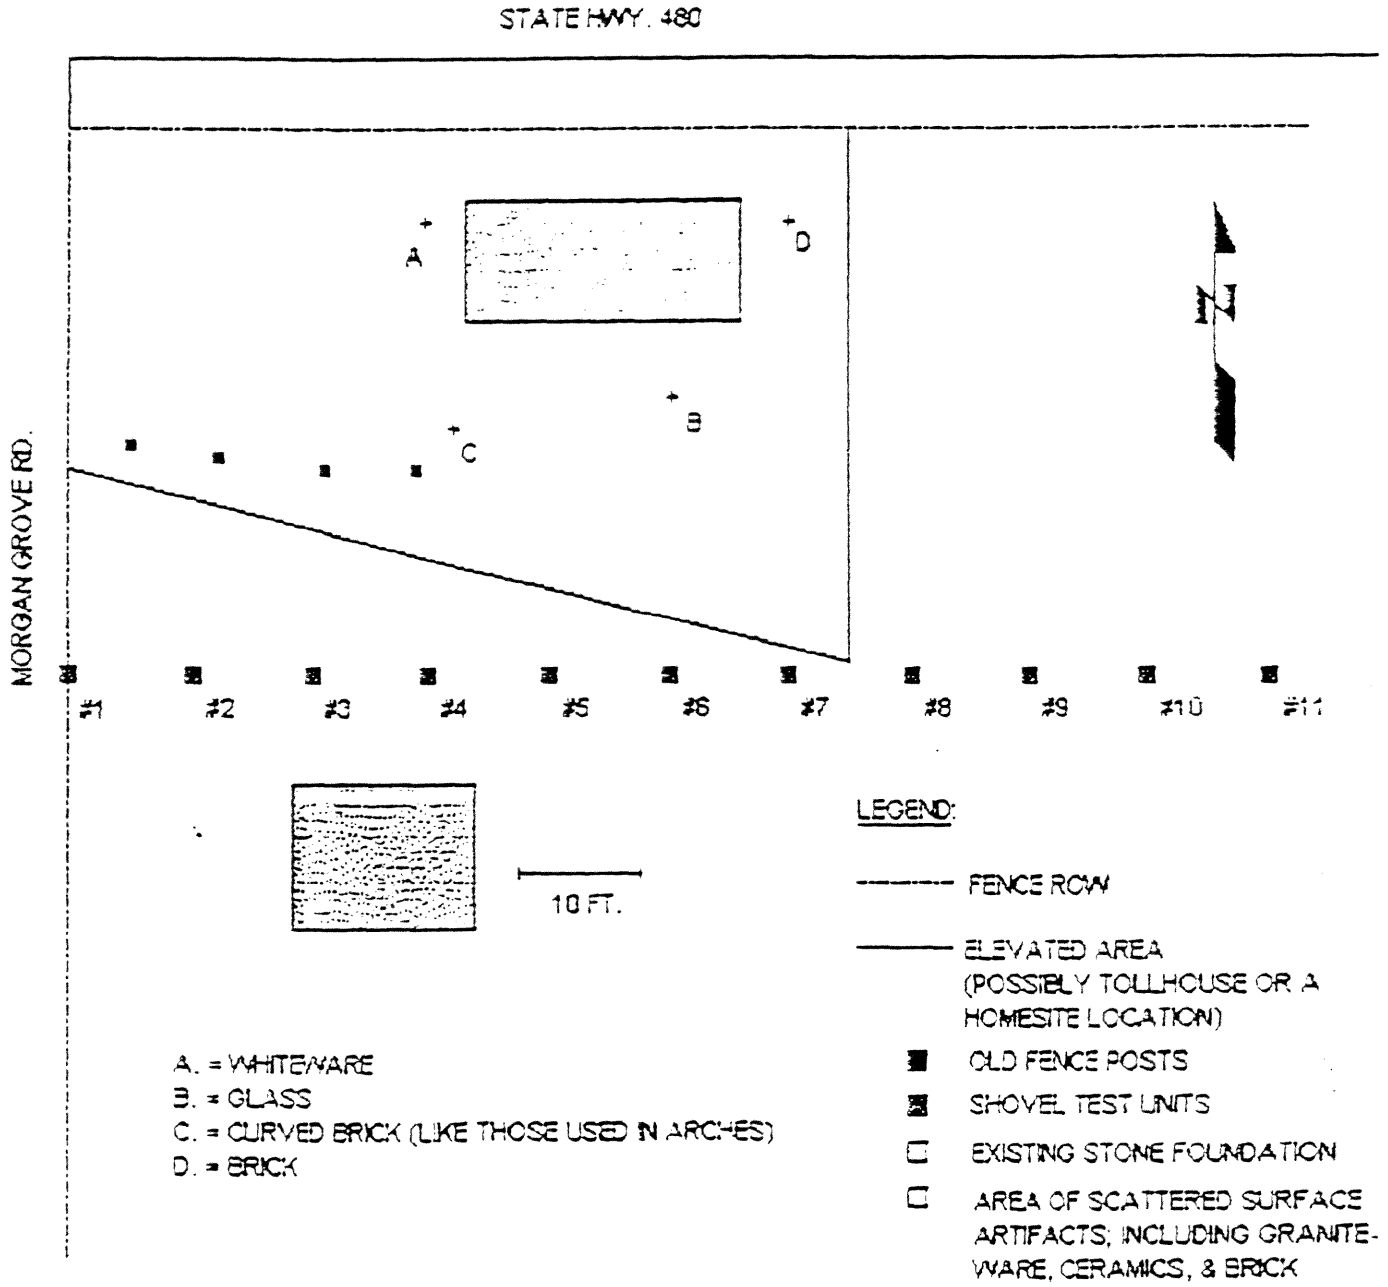 STATE HWY. 480
A
D
N
B
C
MORGAN GROVE RD.
#1 #2 #3 #4 #5 #6 #7 #8 #9 #10 #11
LEGEND:
FENCE ROW
10 FT.
ELEVATED AREA
(POSSIBLY TOLLHOUSE OR A
HOMESITE LOCATION)
OLD FENCE POSTS
SHOVEL TEST UNITS
EXISTING STONE FOUNDATION
AREA OF SCATTERED SURFACE
ARTIFACTS; INCLUDING GRANITE-
WARE, CERAMICS, & BRICK
A. = WHITEWARE
B. = GLASS
C. = CURVED BRICK (LIKE THOSE USED IN ARCHES)
D. = BRICK